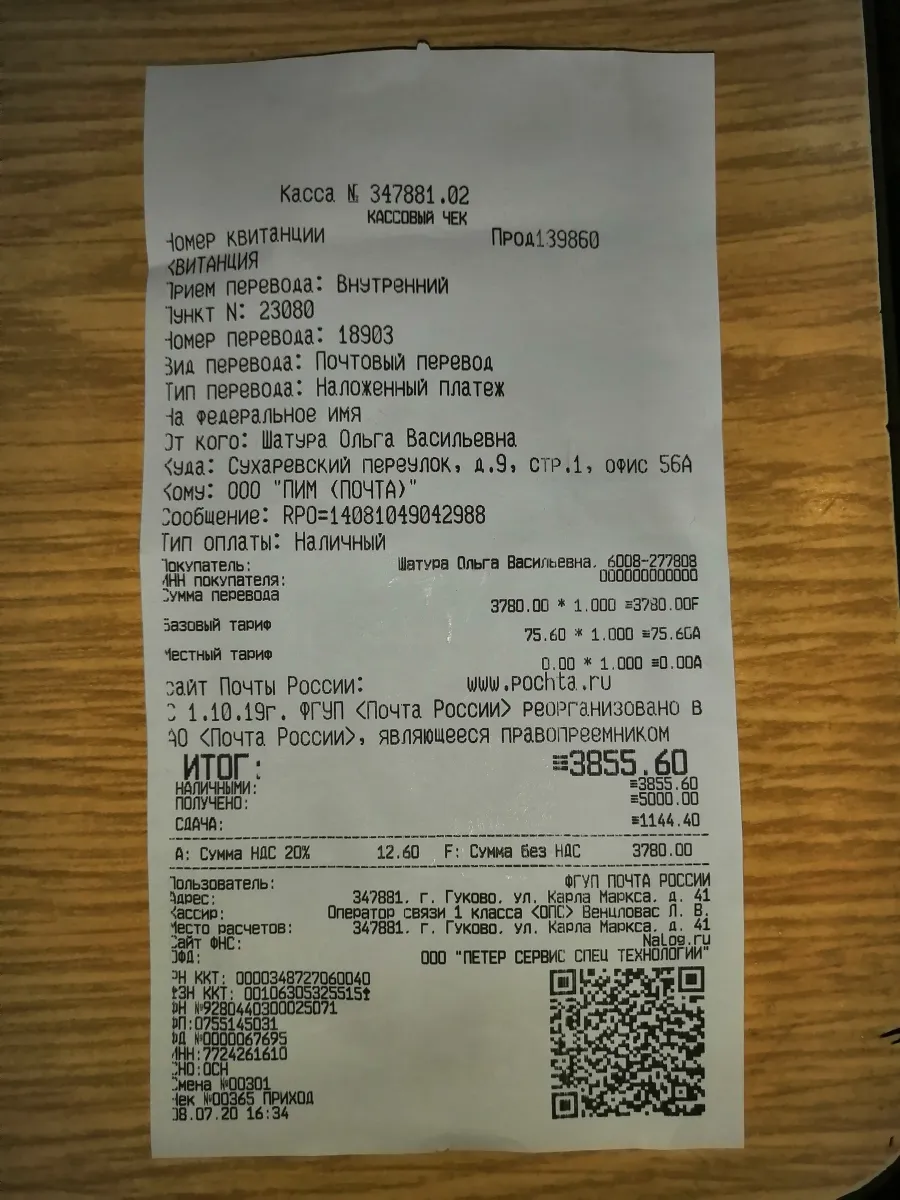 Касса № 347881.02
КАССОВЫЙ ЧЕК
Номер квитанции Прод139860
КВИТАНЦИЯ
Прием перевода: Внутренний
Пункт N: 23080
Номер перевода: 18903
Вид перевода: Почтовый перевод
Тип перевода: Наложенный платеж
На федеральное имя
От кого: Шатура Ольга Васильевна
Куда: Сухаревский переулок, д.9, стр.1, офис 56А
Кому: ООО "ПИМ (ПОЧТА)"
Сообщение: RPO=14081049042988
Тип оплаты: Наличный
Покупатель: Шатура Ольга Васильевна, 6008-277808
ИНН покупателя: 000000000000
Сумма перевода
3780.00 * 1.000 ≡3780.00F
Базовый тариф
75.60 * 1.000 ≡75.60A
Местный тариф
0.00 * 1.000 ≡0.00A
Сайт Почты России: www.pochta.ru
С 1.10.19г. ФГУП <Почта России> реорганизовано в
АО <Почта России>, являющееся правопреемником
ИТОГ: ≡3855.60
НАЛИЧНЫМИ: ≡3855.60
ПОЛУЧЕНО: ≡5000.00
СДАЧА: ≡1144.40
A: Сумма НДС 20% 12.60 F: Сумма без НДС 3780.00
Пользователь: ФГУП ПОЧТА РОССИИ
Адрес: 347881, г. Гуково, ул. Карла Маркса, д. 41
Кассир: Оператор связи 1 класса <ОПС> Венцловас Л. В.
Место расчетов: 347881, г. Гуково, ул. Карла Маркса, д. 41
Сайт ФНС: Nalog.ru
ОФД: ООО "ПЕТЕР СЕРВИС СПЕЦ ТЕХНОЛОГИИ"
РН ККТ: 0000348727060040
ЗН ККТ: 0010630532551​5
ФН №9280440300025071
ФП:0755145031
ФД №0000067695
ИНН:7724261610
СНО:ОСН
Смена №00301
Чек №00365 ПРИХОД
08.07.20 16:34